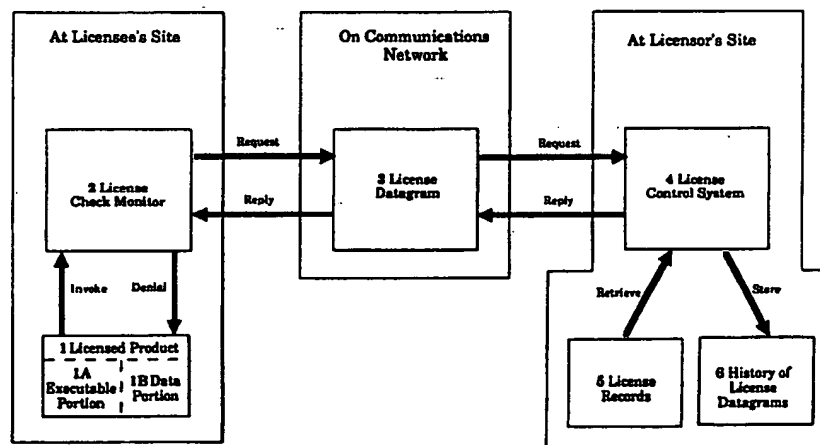 At Licensee's Site
On Communications
Network
At Licensor's Site
Request
Request
2 License
Check Monitor
3 License
Datagram
4 License
Control System
Reply
Reply
Invoke
Denial
Retrieve
Store
1 Licensed Product
1A
Executable
Portion
1B Data
Portion
5 License
Records
6 History of
License
Datagrams